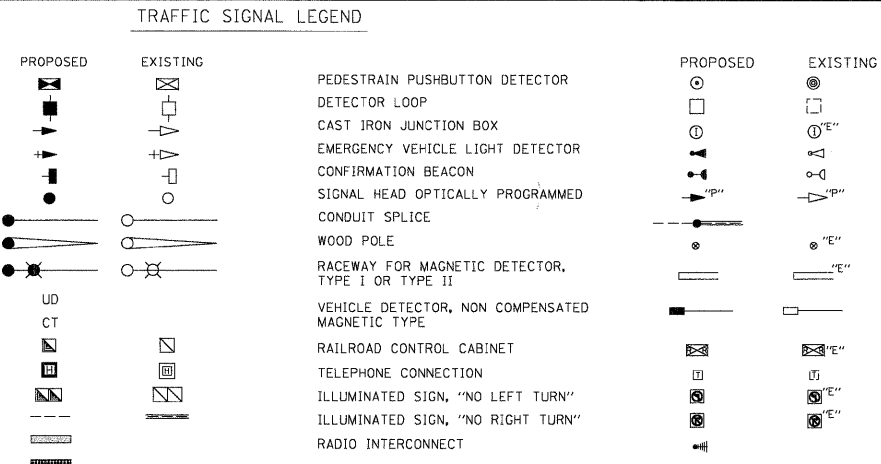 TRAFFIC SIGNAL LEGEND
PROPOSED EXISTING PROPOSED EXISTING
PEDESTRAIN PUSHBUTTON DETECTOR
DETECTOR LOOP
CAST IRON JUNCTION BOX I I "E"
EMERGENCY VEHICLE LIGHT DETECTOR
CONFIRMATION BEACON
SIGNAL HEAD OPTICALLY PROGRAMMED "P" "P"
CONDUIT SPLICE
WOOD POLE "E"
RACEWAY FOR MAGNETIC DETECTOR, "E"
TYPE I OR TYPE II
UD
VEHICLE DETECTOR, NON COMPENSATED
CT MAGNETIC TYPE
RAILROAD CONTROL CABINET "E"
H H TELEPHONE CONNECTION T T
ILLUMINATED SIGN, "NO LEFT TURN" "E"
ILLUMINATED SIGN, "NO RIGHT TURN" "E"
RADIO INTERCONNECT